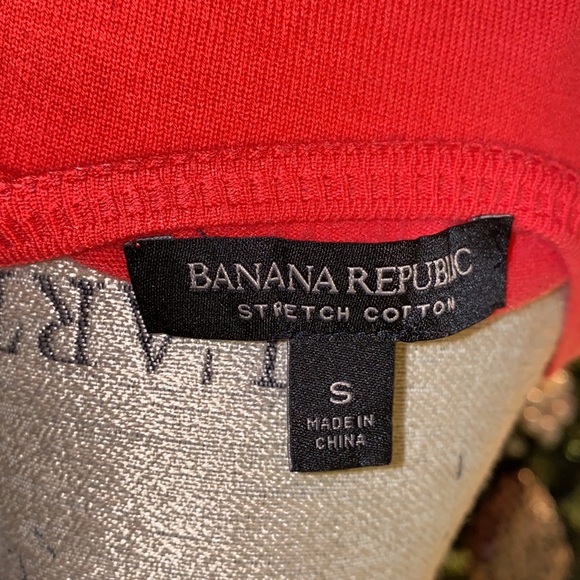 BANANA REPUBLIC
STRETCH COTTON
S
MADE IN
CHINA